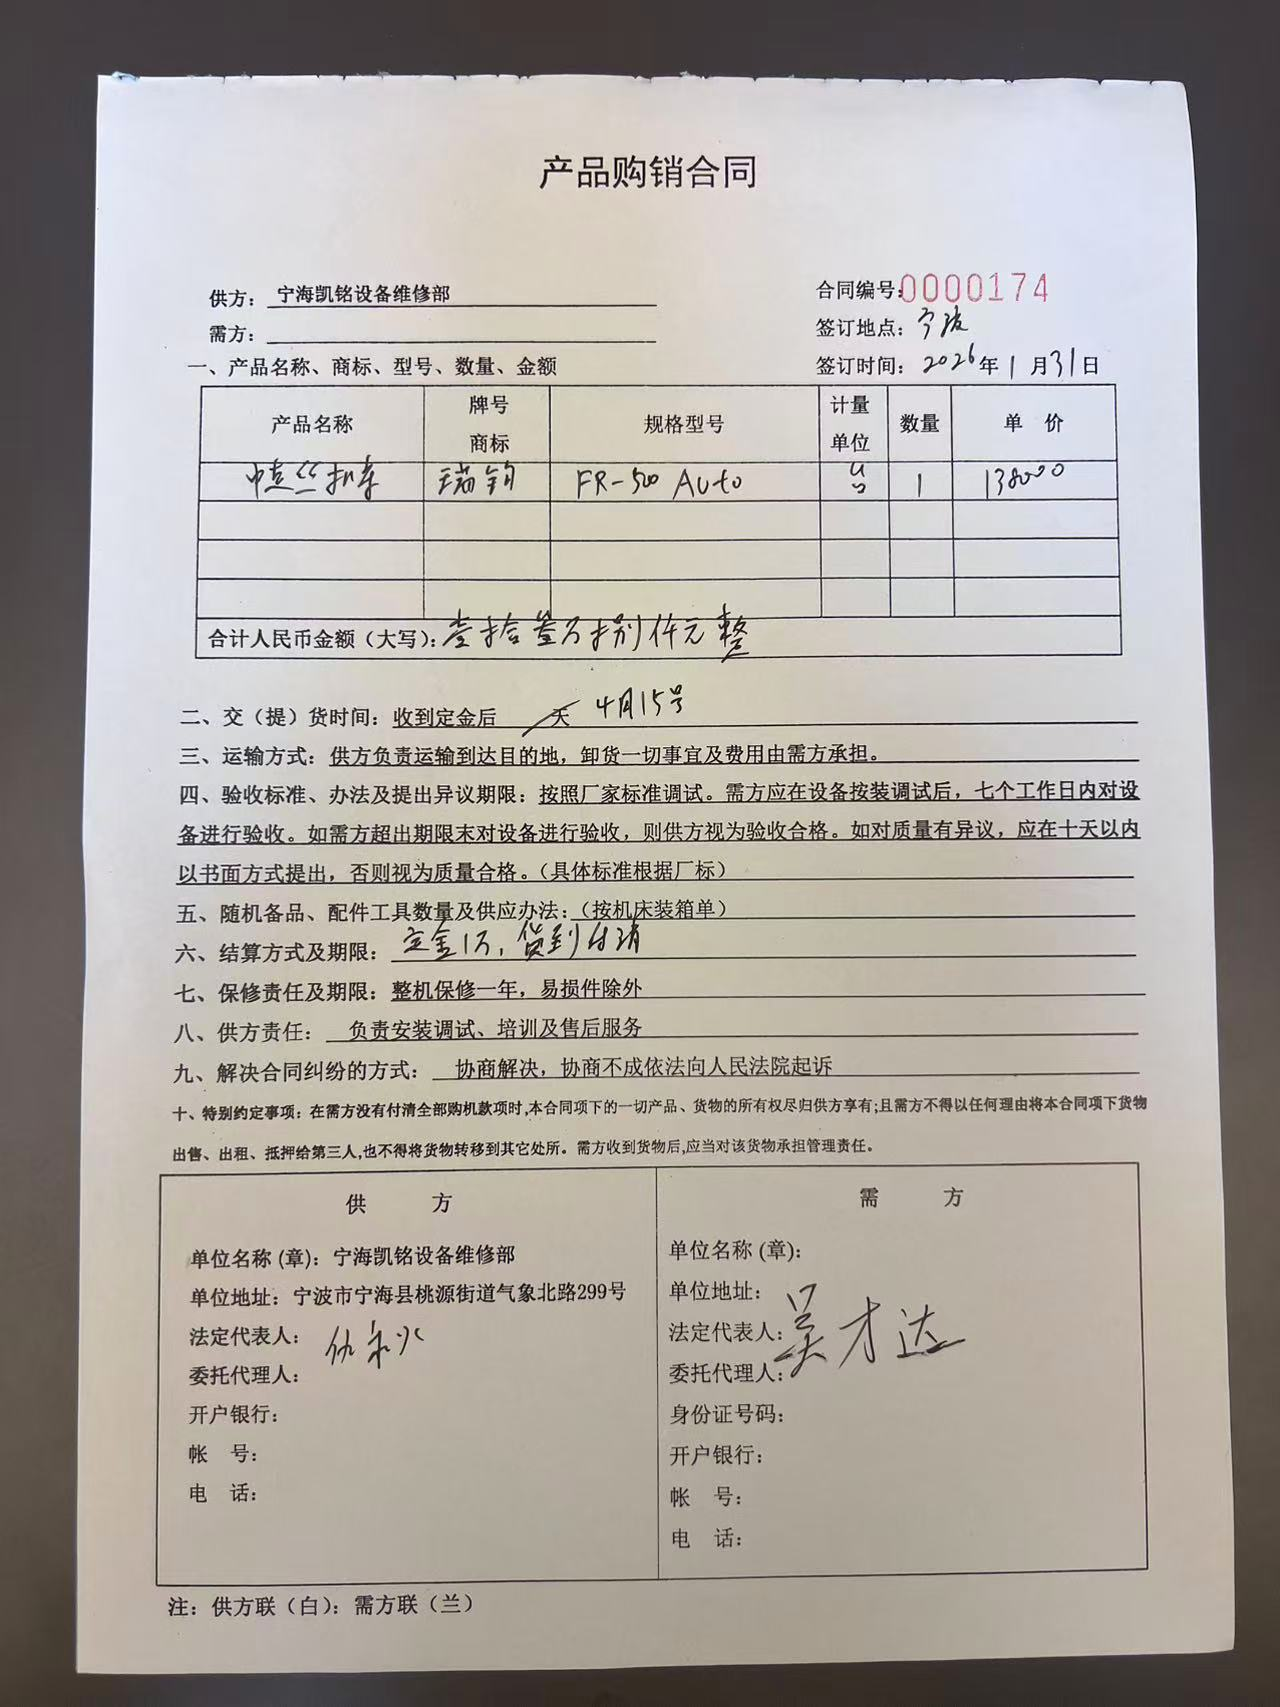 产品购销合同
供方：宁海凯铭设备维修部
合同编号：0000174
需方：
签订地点：宁波
一、产品名称、商标、型号、数量、金额
签订时间：2026年1月31日
产品名称 牌号商标 规格型号 计量单位 数量 单 价
中走丝机床 瑞钧 FR-500 Auto 台 1 138000
合计人民币金额（大写）：壹拾叁万捌仟元整
二、交（提）货时间：收到定金后 天 4月15号
三、运输方式：供方负责运输到达目的地，卸货一切事宜及费用由需方承担。
四、验收标准、办法及提出异议期限：按照厂家标准调试。需方应在设备按装调试后，七个工作日内对设
备进行验收。如需方超出期限末对设备进行验收，则供方视为验收合格。如对质量有异议，应在十天以内
以书面方式提出，否则视为质量合格。（具体标准根据厂标）
五、随机备品、配件工具数量及供应办法：（按机床装箱单）
六、结算方式及期限：定金1万，货到付清
七、保修责任及期限：整机保修一年，易损件除外
八、供方责任：负责安装调试、培训及售后服务
九、解决合同纠纷的方式：协商解决，协商不成依法向人民法院起诉
十、特别约定事项：在需方没有付清全部购机款项时,本合同项下的一切产品、货物的所有权尽归供方享有;且需方不得以任何理由将本合同项下货物
出售、出租、抵押给第三人,也不得将货物转移到其它处所。需方收到货物后,应当对该货物承担管理责任。
供 方
单位名称 (章)：宁海凯铭设备维修部
单位地址：宁波市宁海县桃源街道气象北路299号
法定代表人：
委托代理人：
开户银行：
帐 号：
电 话：
需 方
单位名称 (章)：
单位地址：
法定代表人：吴才达
委托代理人：
身份证号码：
开户银行：
帐 号：
电 话：
注：供方联（白）：需方联（兰）